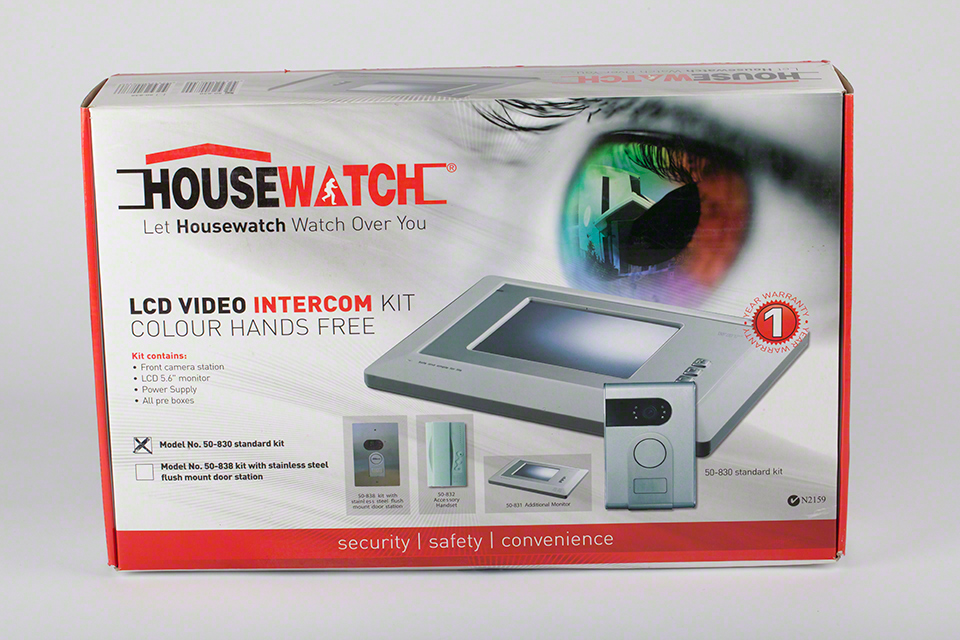 HOUSEWATCH
HOUSEWATCH®
Let Housewatch Watch Over You
LCD VIDEO INTERCOM KIT
COLOUR HANDS FREE
Kit contains:
• Front camera station
• LCD 5.6" monitor
• Power Supply
• All pre boxes
Model No. 50-830 standard kit
Model No. 50-838 kit with stainless steel
flush mount door station
50-838 kit with
stainless steel flush
mount door station
50-832
Accessory
Handset
50-831 Additional Monitor
YEAR WARRANTY
1
YEAR WARRANTY
50-830 standard kit
N2159
security | safety | convenience